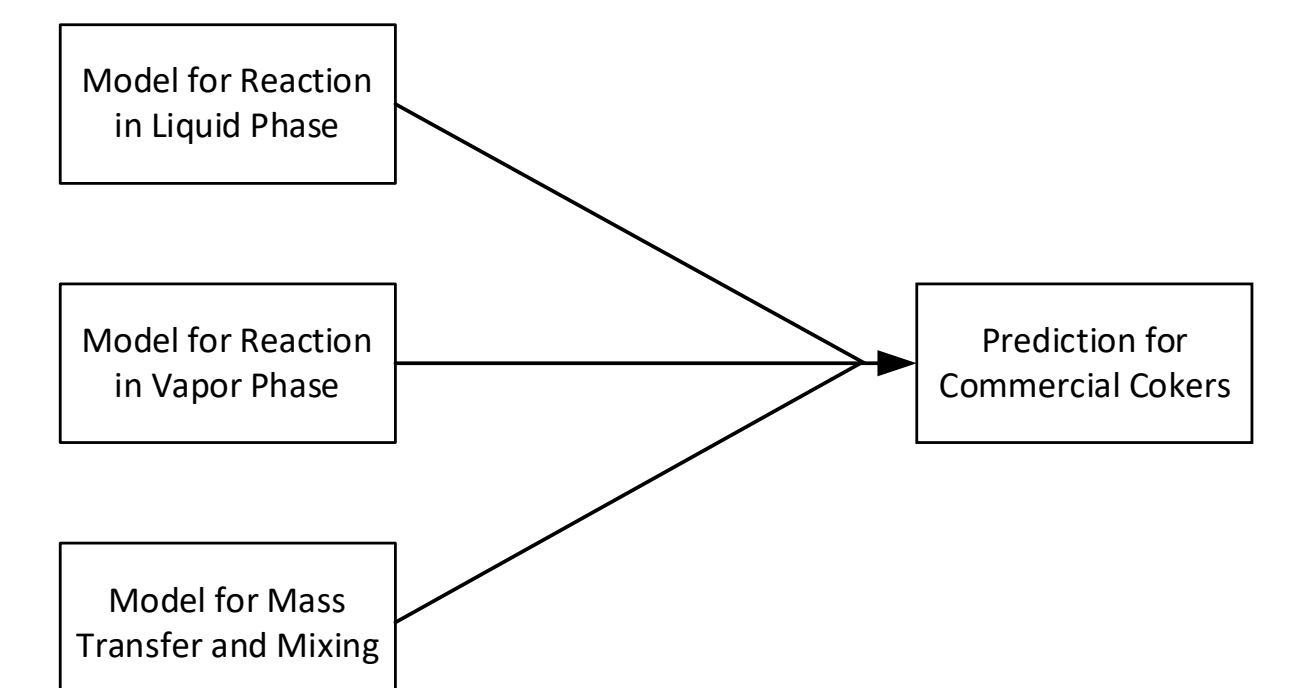 Model for Reaction
in Liquid Phase
Model for Reaction
in Vapor Phase
Prediction for
Commercial Cokers
Model for Mass
Transfer and Mixing